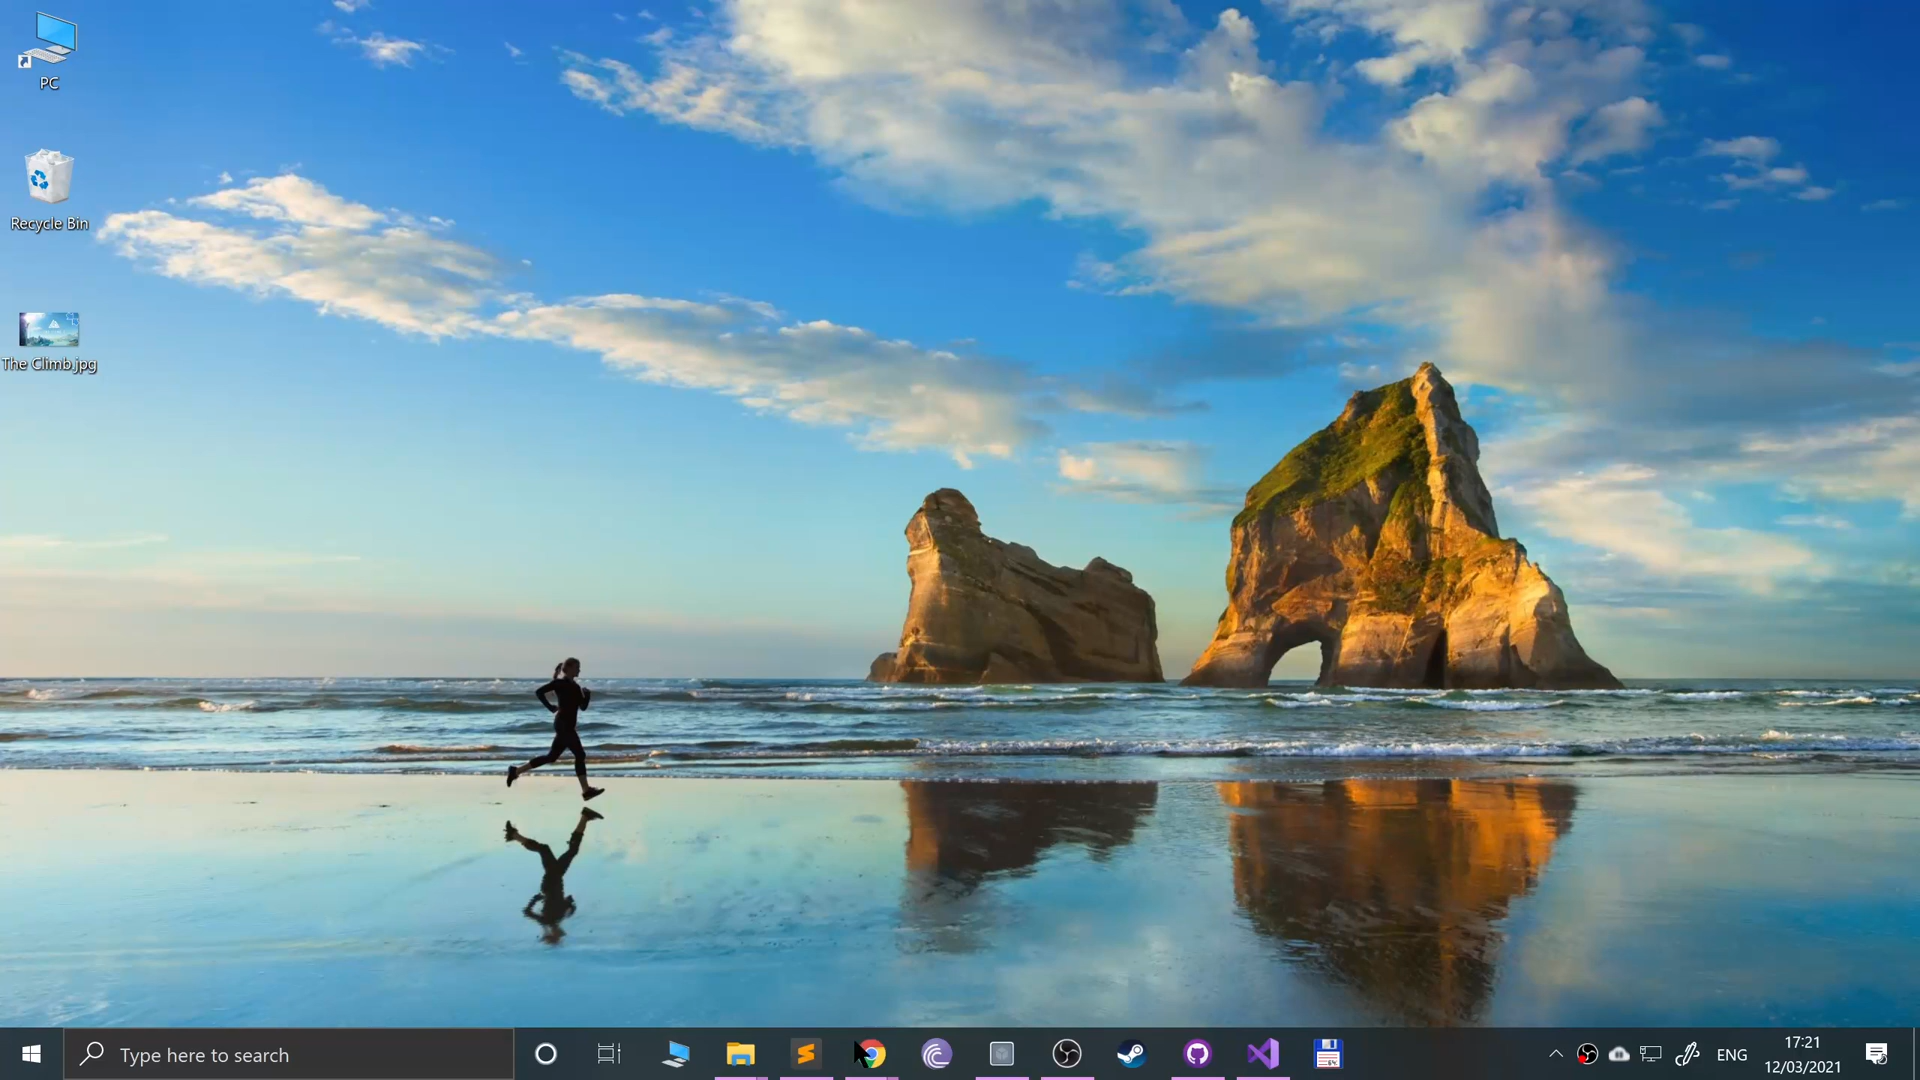 PC
Recycle Bin
The Climb.jpg
Type here to search
ENG
17:21
12/03/2021